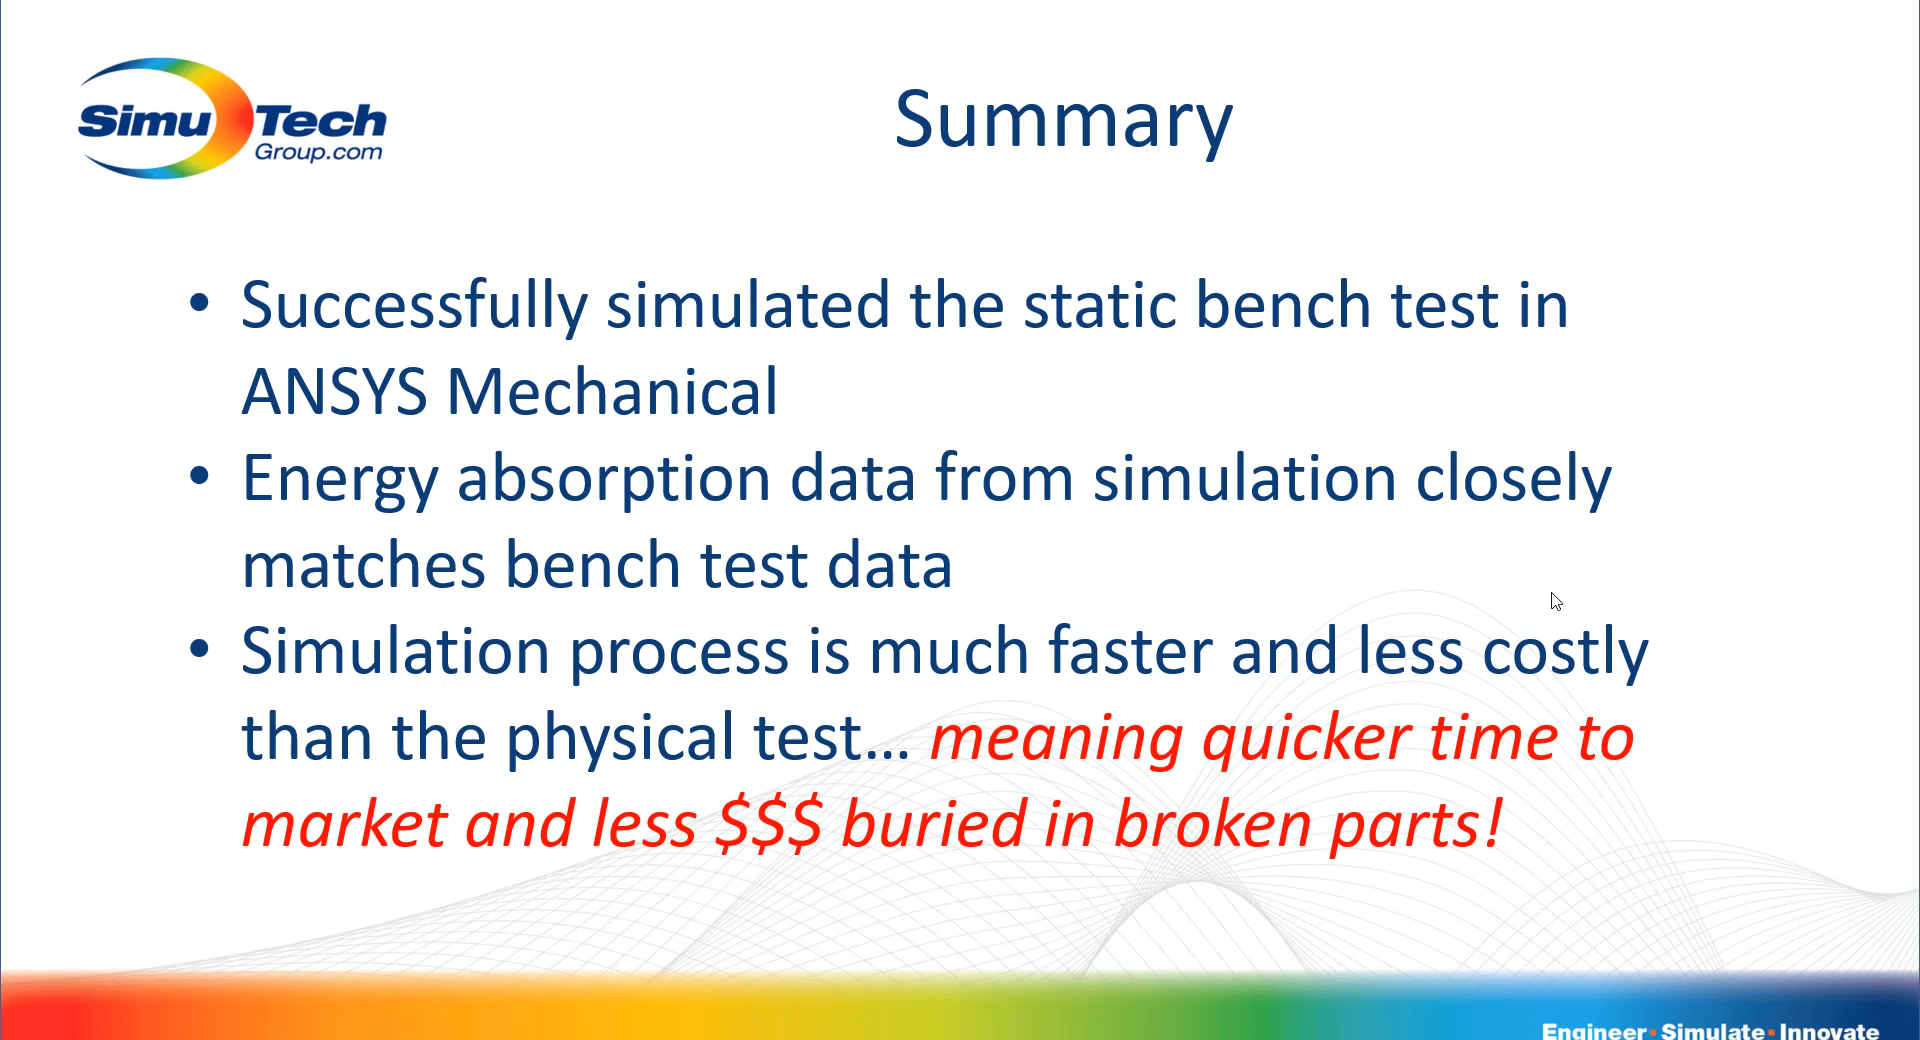 Simu Tech
Group.com
Summary
• Successfully simulated the static bench test in
ANSYS Mechanical
• Energy absorption data from simulation closely
matches bench test data
• Simulation process is much faster and less costly
than the physical test... meaning quicker time to
market and less $$$ buried in broken parts!
Engineer▪Simulate▪Innovate